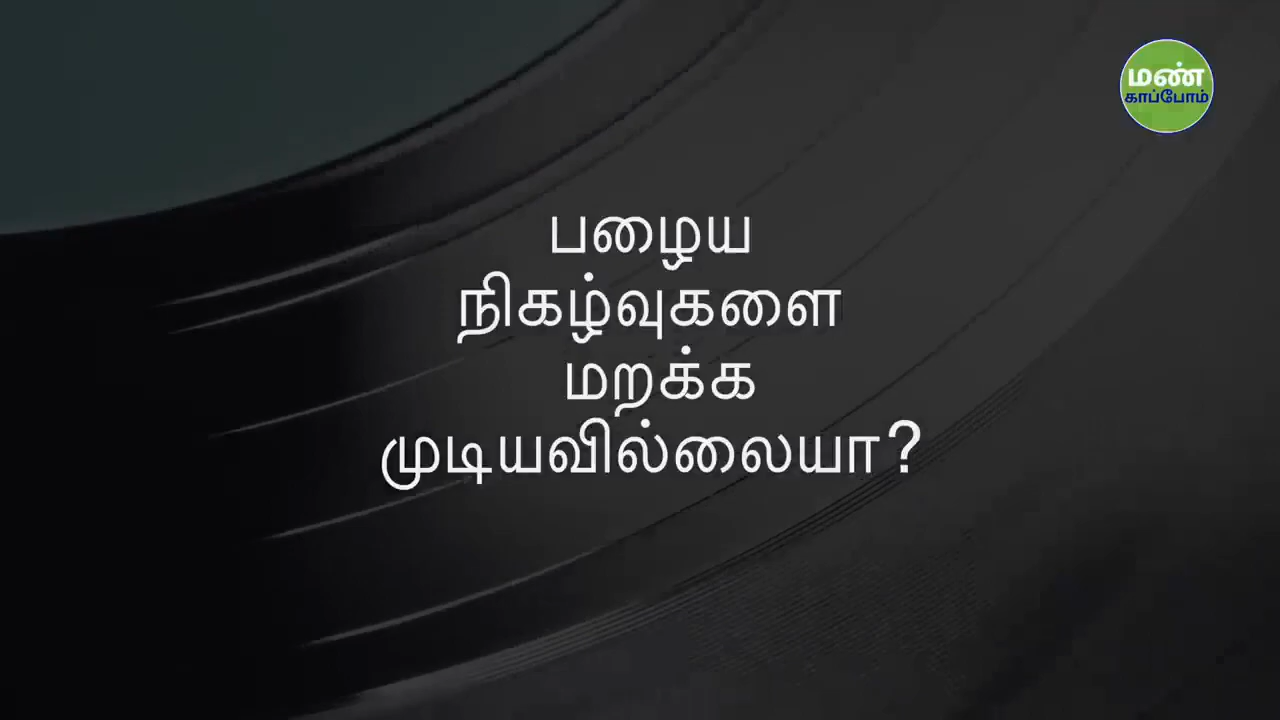 மண்
காப்போம்
பழைய
நிகழ்வுகளை
மறக்க
முடியவில்லையா?